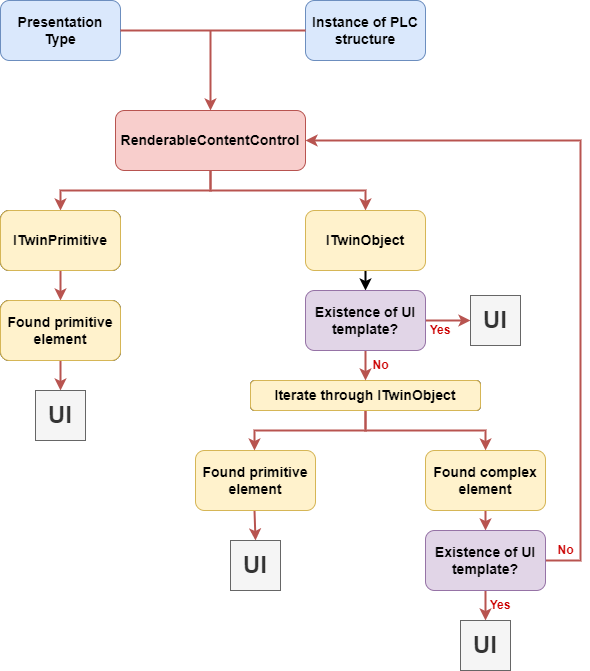 Presentation
Type
Instance of PLC
structure
RenderableContentControl
ITwinPrimitive
ITwinObject
Found primitive
element
Existence of UI
template?
Yes
UI
No
UI
Iterate through ITwinObject
Found primitive
element
Found complex
element
UI
Existence of UI
template?
No
Yes
UI